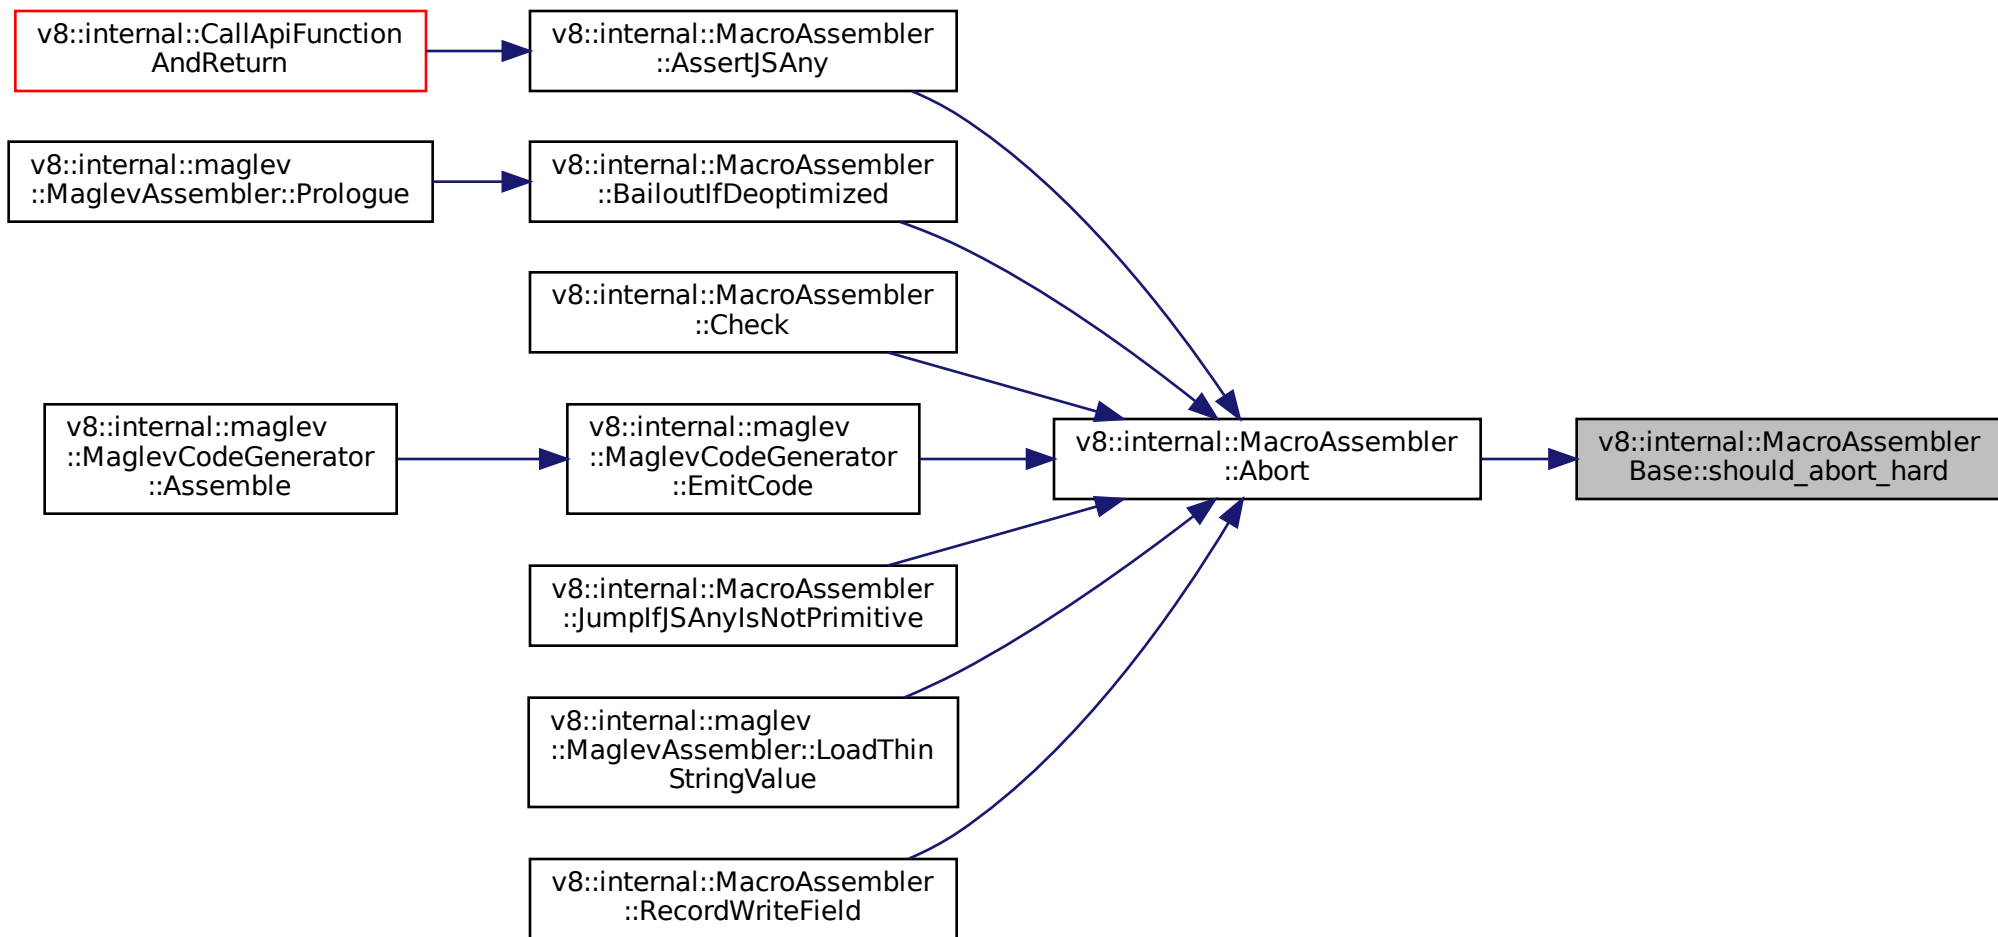 v8::internal::CallApiFunction
AndReturn
v8::internal::MacroAssembler
::AssertJSAny
v8::internal::maglev
::MaglevAssembler::Prologue
v8::internal::MacroAssembler
::BailoutIfDeoptimized
v8::internal::MacroAssembler
::Check
v8::internal::maglev
::MaglevCodeGenerator
::Assemble
v8::internal::maglev
::MaglevCodeGenerator
::EmitCode
v8::internal::MacroAssembler
::Abort
v8::internal::MacroAssembler
Base::should_abort_hard
v8::internal::MacroAssembler
::JumpIfJSAnyIsNotPrimitive
v8::internal::maglev
::MaglevAssembler::LoadThin
StringValue
v8::internal::MacroAssembler
::RecordWriteField